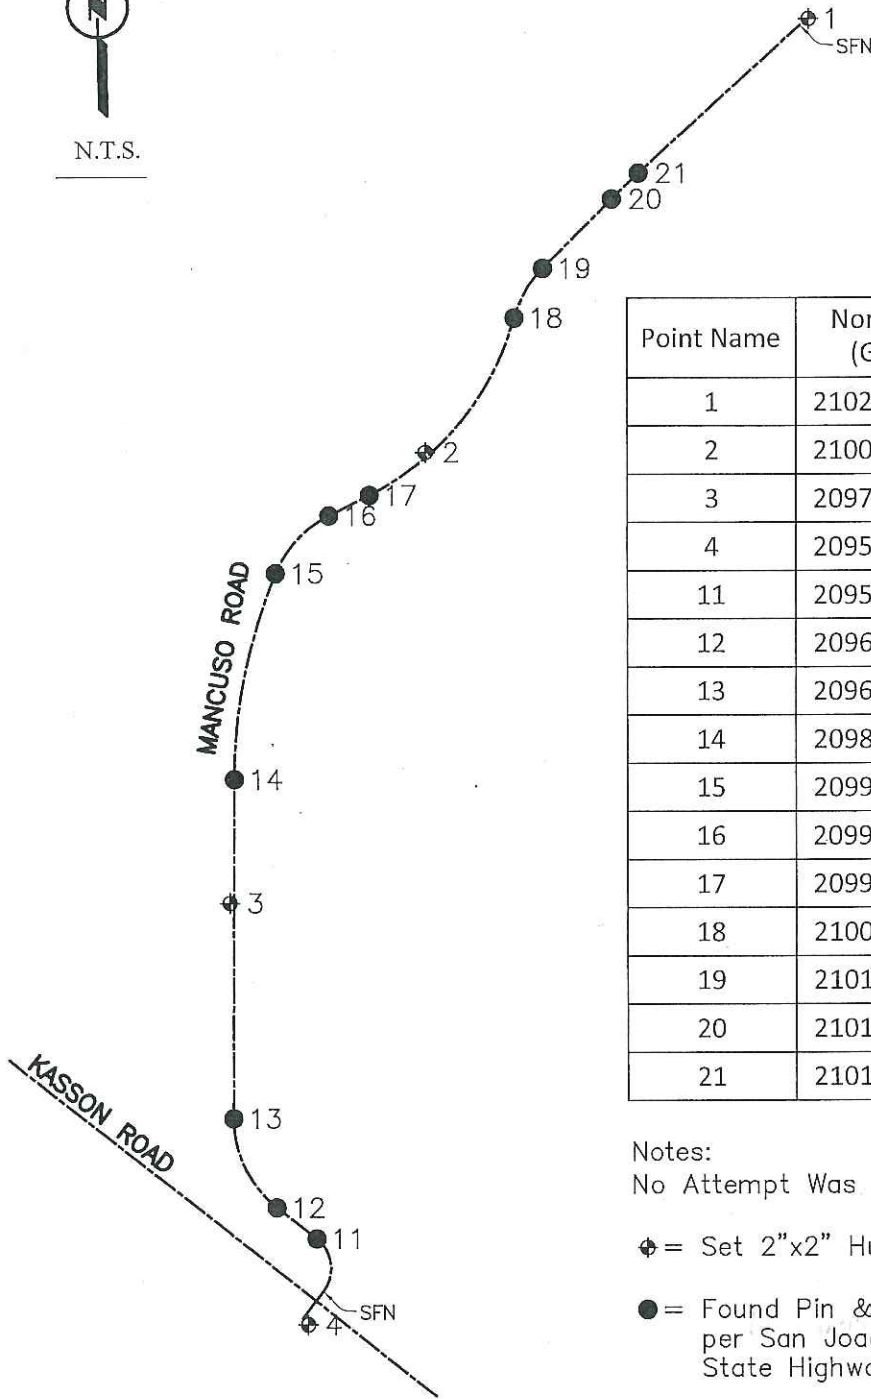 N
N.T.S.
1
SFN
21
20
19
18
2
17
16
15
MANCUSO ROAD
14
3
13
KASSON ROAD
12
11
SFN
4
Point Name
1 2102
2 2100
3 2097
4 2095
11 2095
12 2096
13 2096
14 2098
15 2099
16 2099
17 2099
18 2100
19 2101
20 2101
21 2101
Notes:
No Attempt Was
= Set 2"x2"
= Found Pin &
per San
State